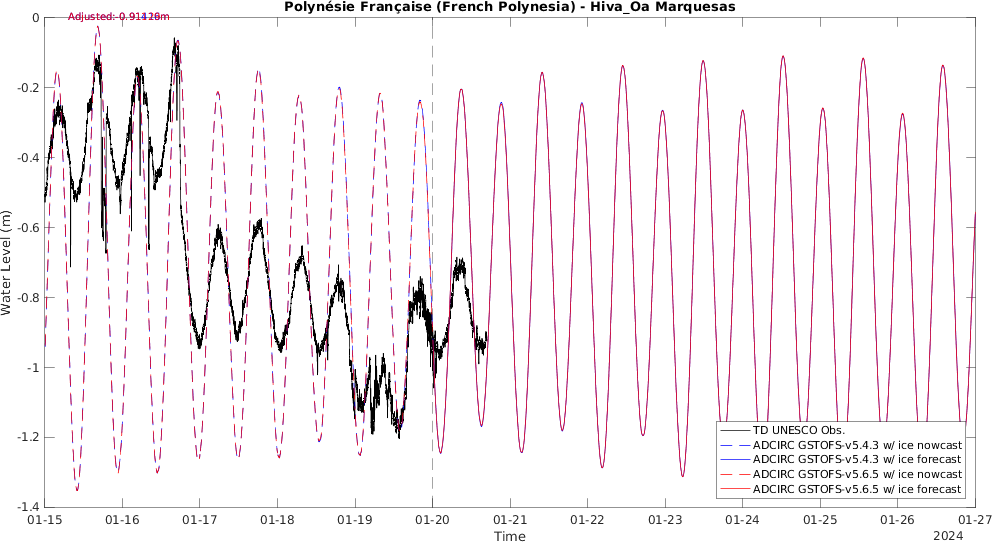 Polynésie Française (French Polynesia) - Hiva_Oa Marquesas
0
-0.2
-0.4
-0.6
-0.8
-1
-1.2
-1.4
Water Level (m)
TD UNESCO Obs.
ADCIRC GSTOFS-v5.4.3 w/ ice nowcast
ADCIRC GSTOFS-v5.4.3 w/ ice forecast
ADCIRC GSTOFS-v5.6.5 w/ ice nowcast
ADCIRC GSTOFS-v5.6.5 w/ ice forecast
01-15 01-16 01-17 01-18 01-19 01-20 01-21 01-22 01-23 01-24 01-25 01-26 01-27
Time
2024